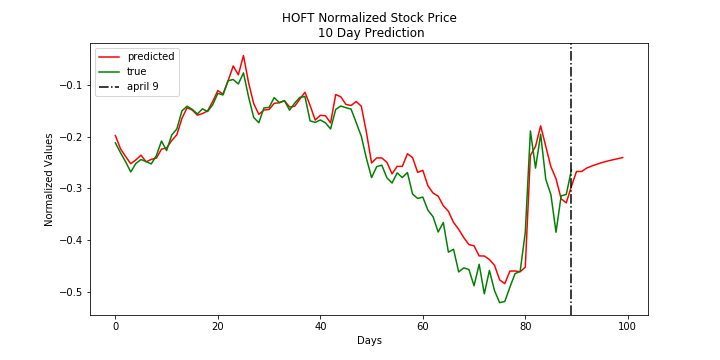 HOFT Normalized Stock Price
10 Day Prediction
predicted
true
april 9
Normalized Values
−0.1
−0.2
−0.3
−0.4
−0.5
0
20
40
60
80
100
Days